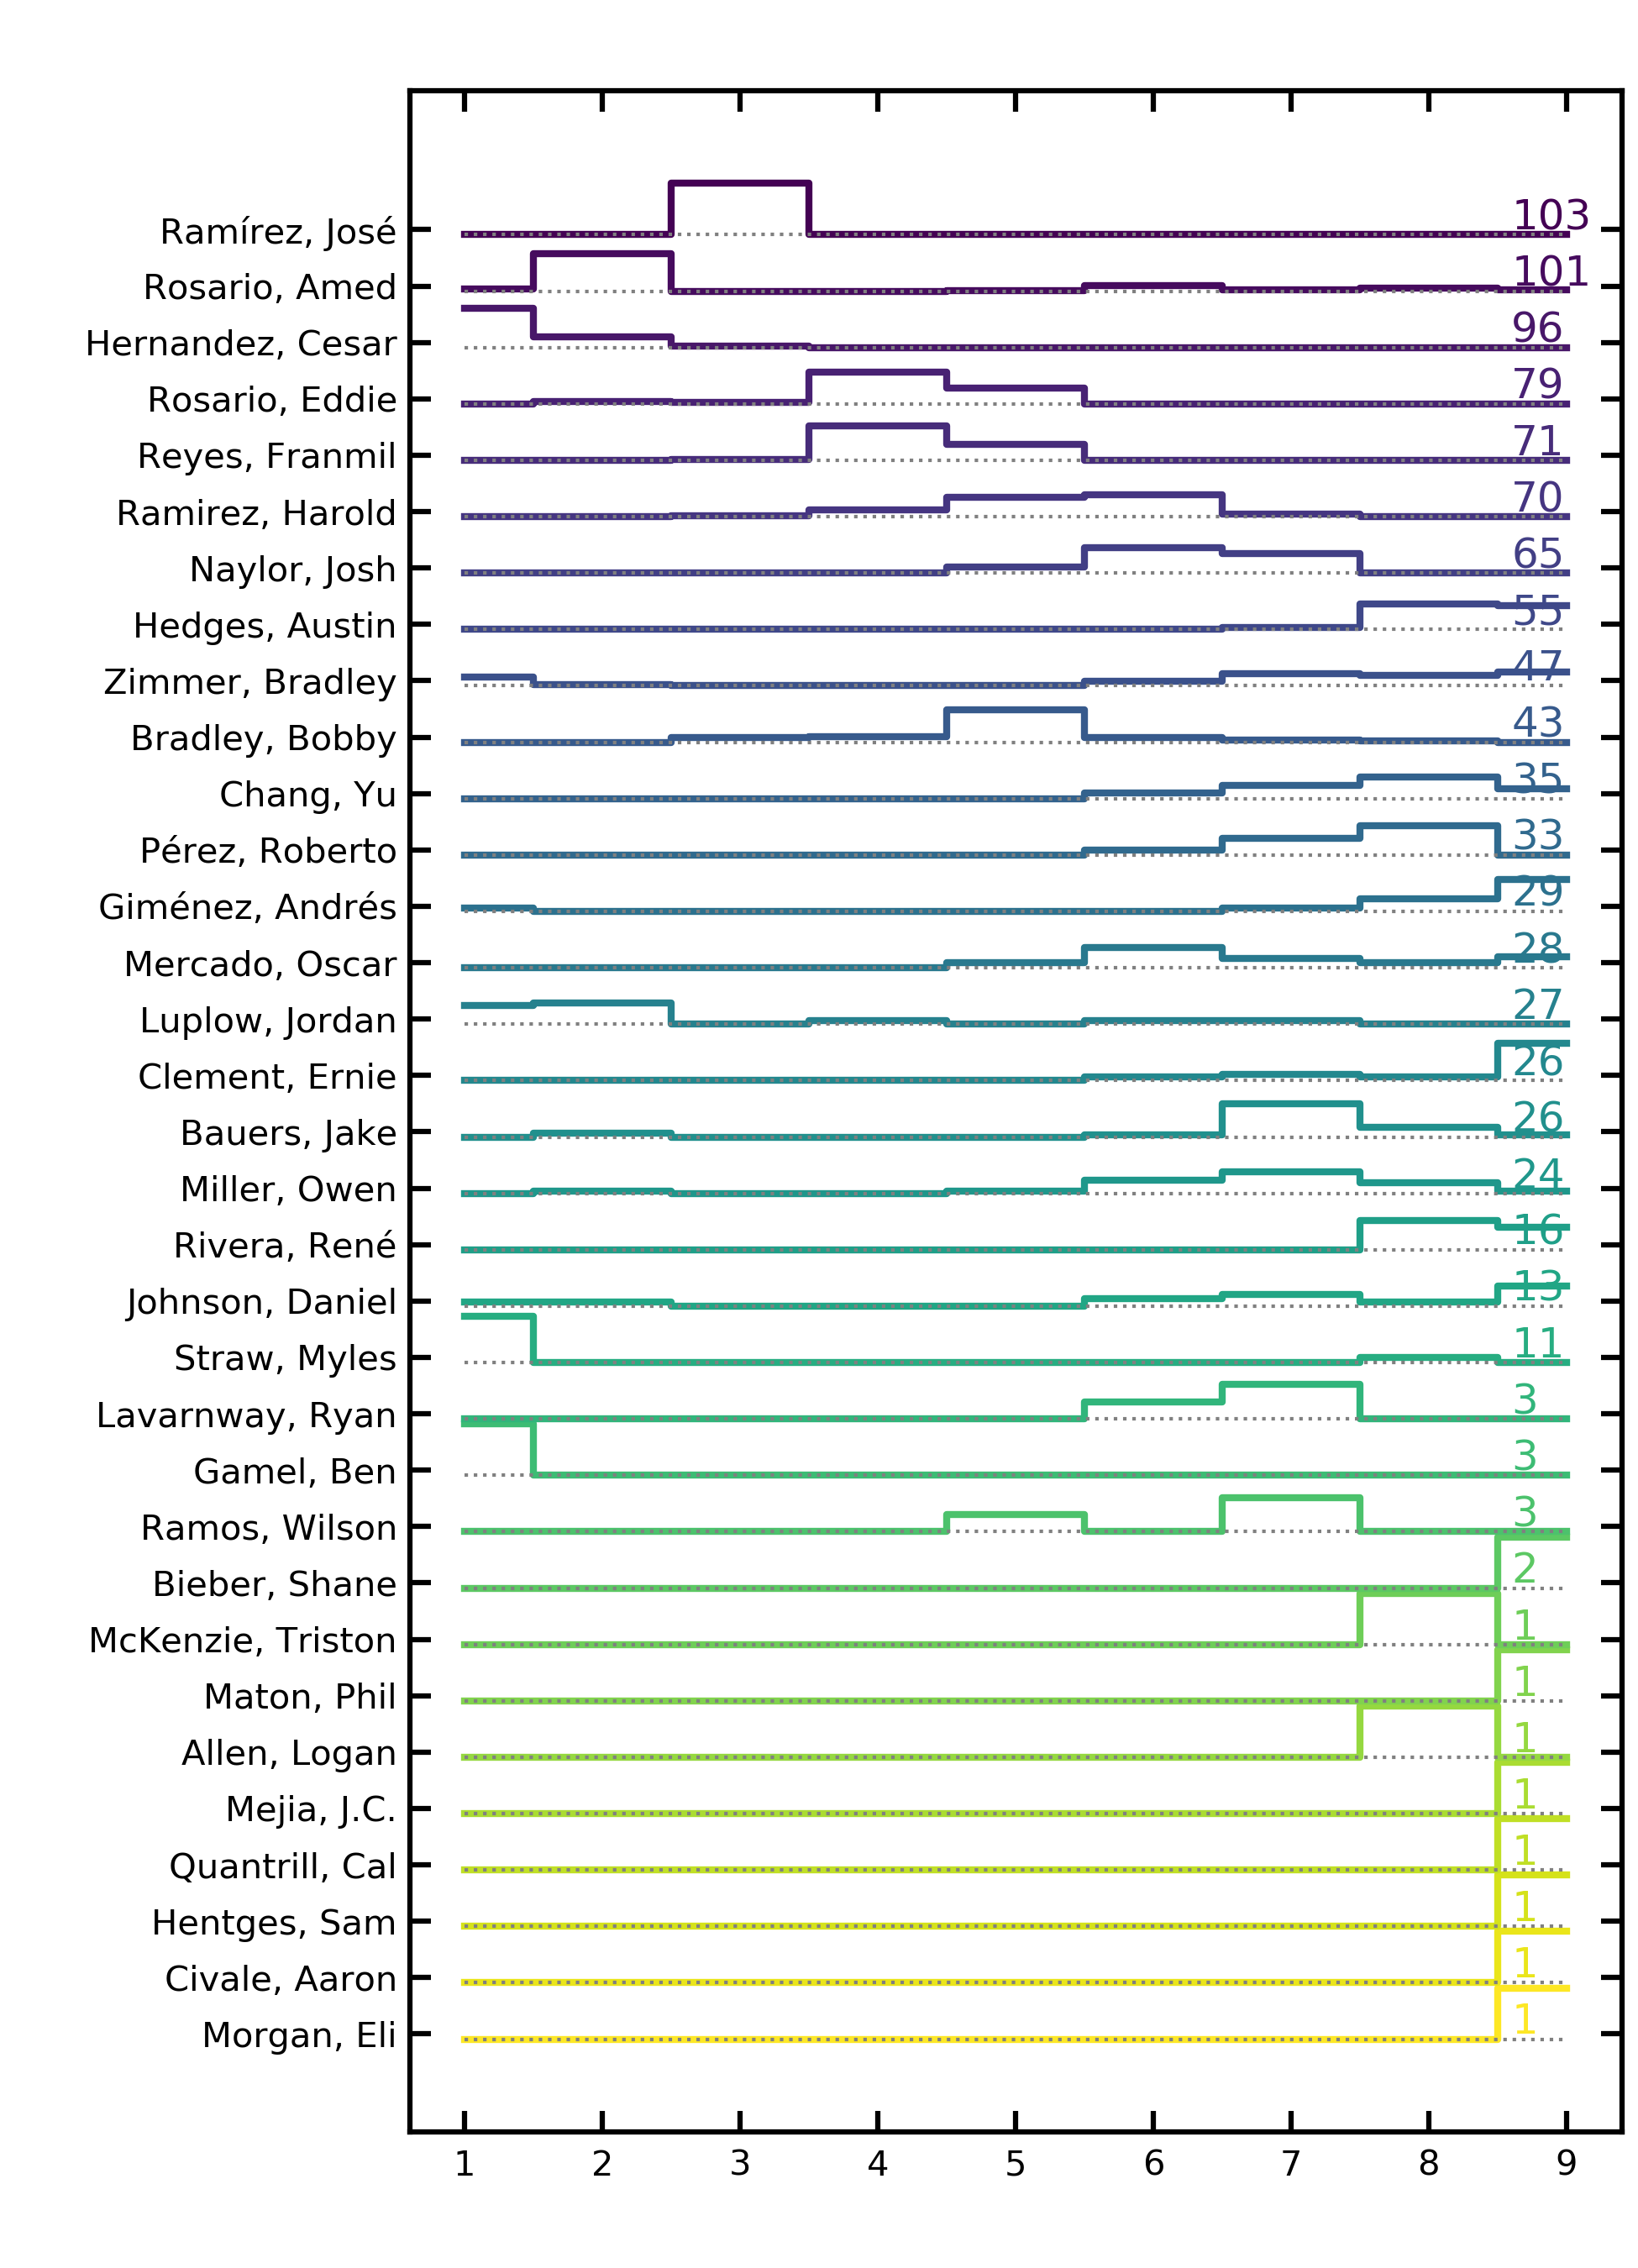 Ramírez, José 103
Rosario, Amed 101
Hernandez, Cesar 96
Rosario, Eddie 79
Reyes, Franmil 71
Ramirez, Harold 70
Naylor, Josh 65
Hedges, Austin 55
Zimmer, Bradley 47
Bradley, Bobby 43
Chang, Yu 35
Pérez, Roberto 33
Giménez, Andrés 29
Mercado, Oscar 28
Luplow, Jordan 27
Clement, Ernie 26
Bauers, Jake 26
Miller, Owen 24
Rivera, René 16
Johnson, Daniel 13
Straw, Myles 11
Lavarnway, Ryan 3
Gamel, Ben 3
Ramos, Wilson 3
Bieber, Shane 2
McKenzie, Triston 1
Maton, Phil 1
Allen, Logan 1
Mejia, J.C. 1
Quantrill, Cal 1
Hentges, Sam 1
Civale, Aaron 1
Morgan, Eli 1
1 2 3 4 5 6 7 8 9